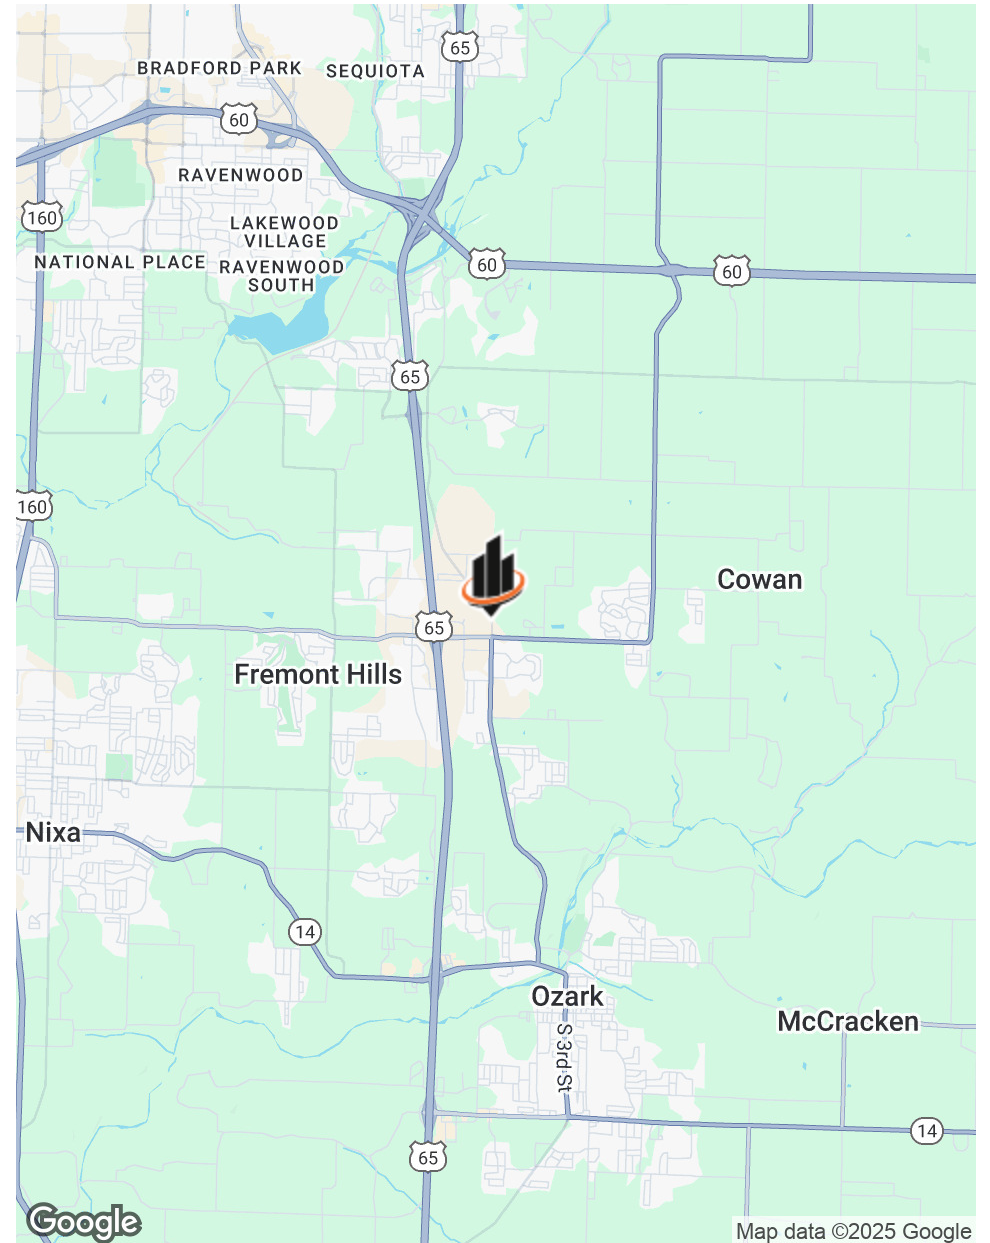 65
BRADFORD PARK
SEQUIOTA
60
RAVENWOOD
160
LAKEWOOD
VILLAGE
NATIONAL PLACE
RAVENWOOD
SOUTH
60
60
65
160
Cowan
65
Fremont Hills
Nixa
14
Ozark
McCracken
S 3rd St
14
65
Google
Map data ©2025 Google